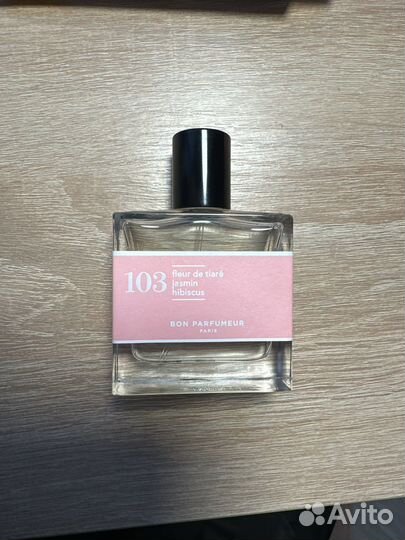 103
fleur de tiaré
jasmin
hibiscus
BON PARFUMEUR
PARIS
Avito